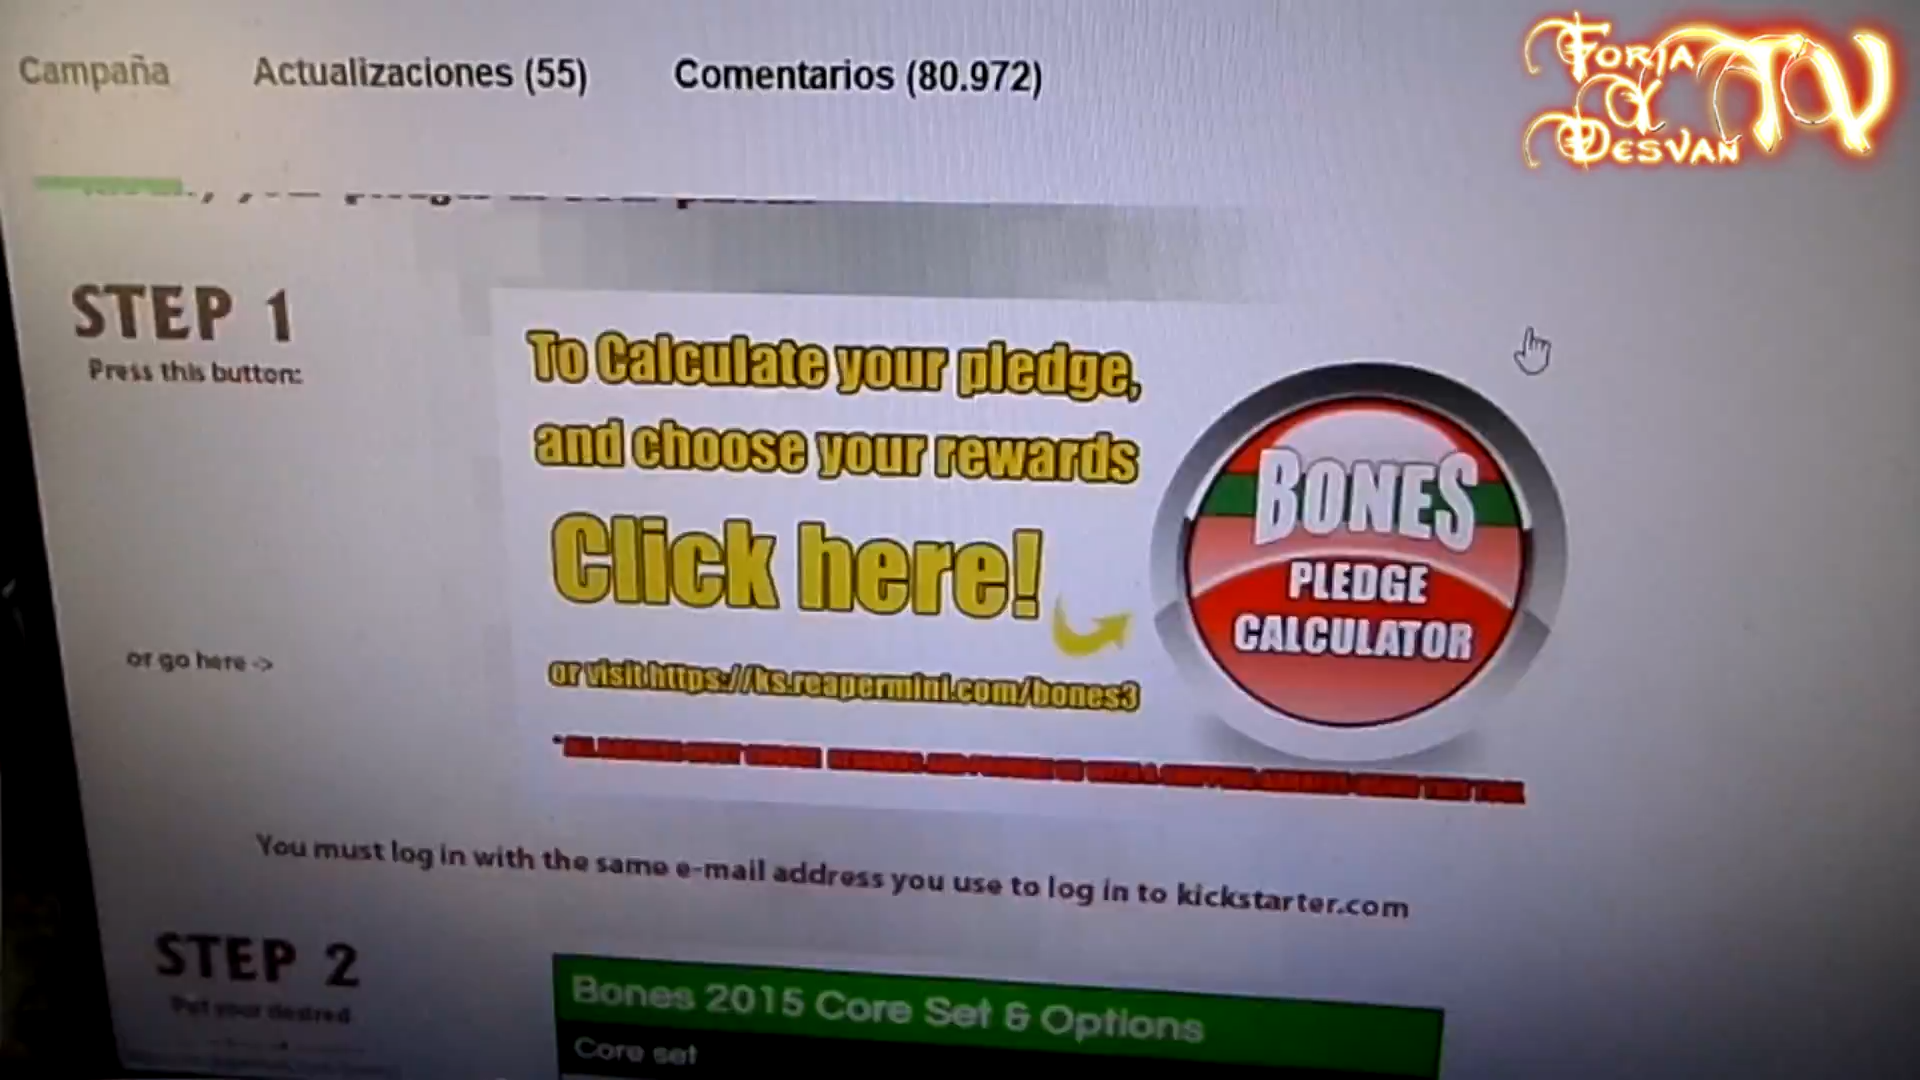 Campaña Actualizaciones (55) Comentarios (80.972)
Forja
y TV
Desvan
STEP 1
Press this button:
To Calculate your pledge,
and choose your rewards
Click here!
or visit https://ks.reapermini.com/bones3
BONES
PLEDGE
CALCULATOR
or go here ->
You must log in with the same e-mail address you use to log in to kickstarter.com
STEP 2
Put your desired
Bones 2015 Core Set & Options
Core set